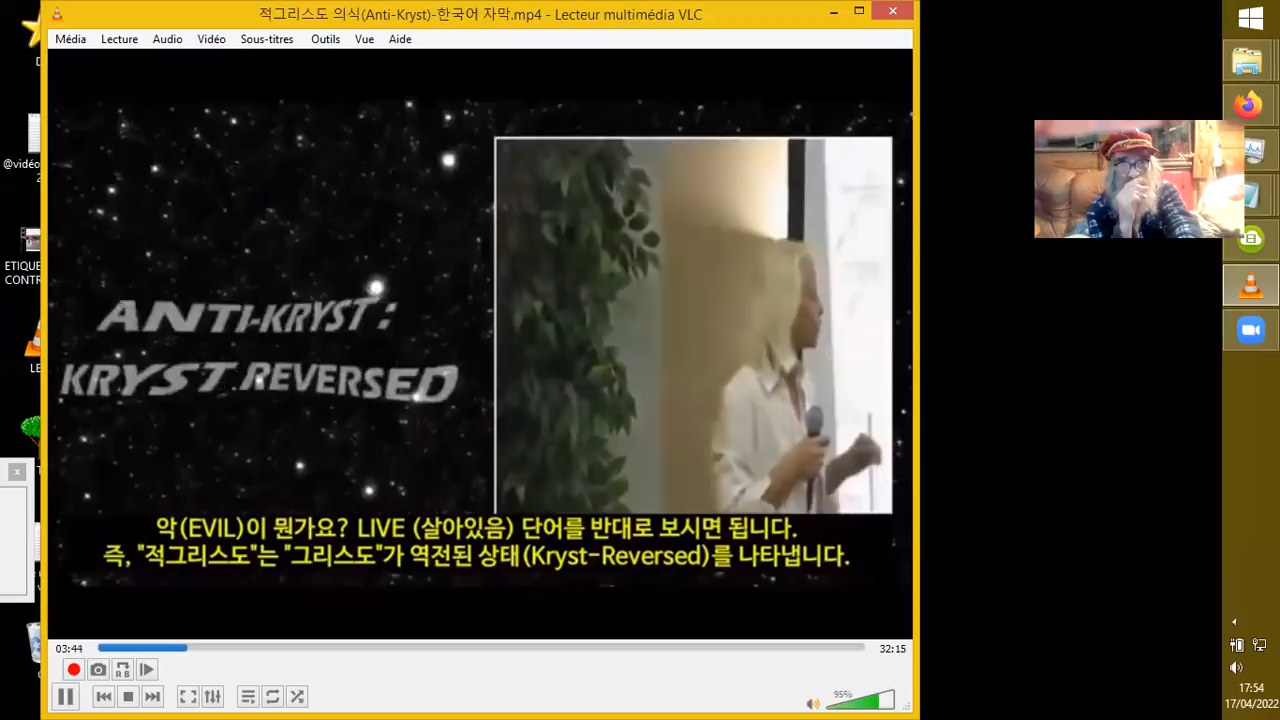 적그리스도 의식(Anti-Kryst)-한국어 자막.mp4 - Lecteur multimédia VLC
Média Lecture Audio Vidéo Sous-titres Outils Vue Aide
@vidéo
ETIQUE
CONTR
ANTI-KRYST :
KRYST REVERSED
악(EVIL)이 뭔가요? LIVE (살아있음) 단어를 반대로 보시면 됩니다.
즉, "적그리스도"는 "그리스도"가 역전된 상태(Kryst-Reversed)를 나타냅니다.
03:44
32:15
95%
17:54
17/04/2022